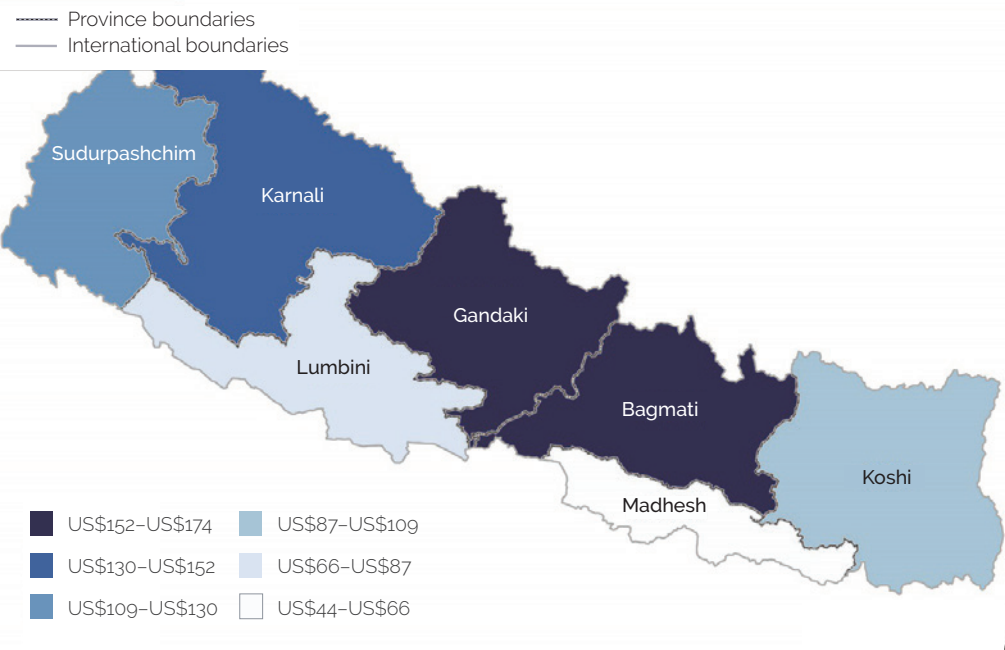 Province boundaries
International boundaries
Sudurpashchim
Karnali
Gandaki
Lumbini
Bagmati
Koshi
Madhesh
US$152–US$174
US$87–US$109
US$130–US$152
US$66–US$87
US$109–US$130
US$44–US$66